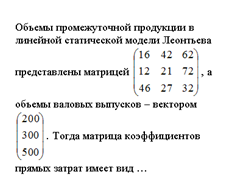 Объемы промежуточной продукции в
линейной статической модели Леонтьева
представлены матрицей (16 42 62
12 21 72
46 27 32) , а
объемы валовых выпусков – вектором
(200
300
500) . Тогда матрица коэффициентов
прямых затрат имеет вид ...